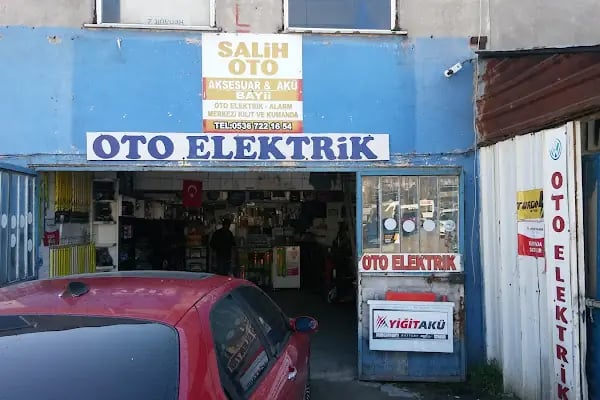 SALİH
OTO
AKSESUAR & AKÜ
BAYİİ
OTO ELEKTRİK - ALARM
MERKEZİ KİLİT VE KUMANDA
TEL:0536 722 16 54
OTO ELEKTRİK
OTO ELEKTRİK
YİĞİTAKÜ
OTO ELEKTRİK